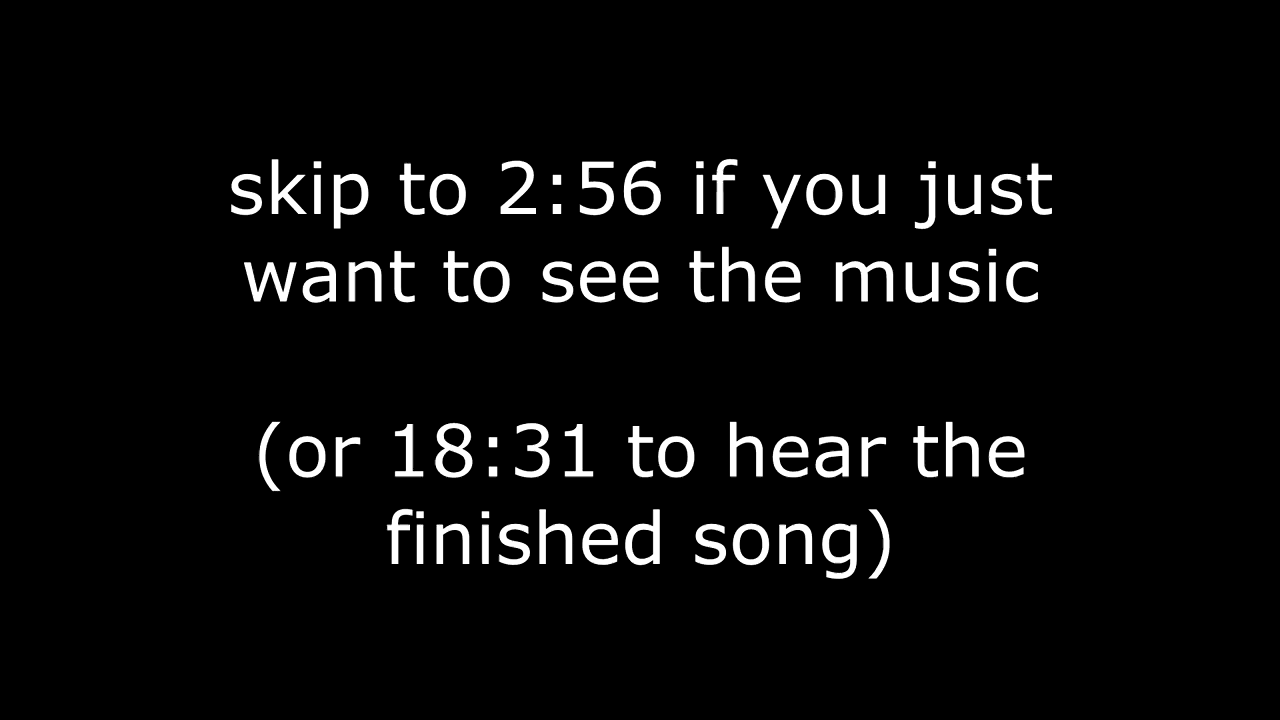 skip to 2:56 if you just
want to see the music
(or 18:31 to hear the
finished song)